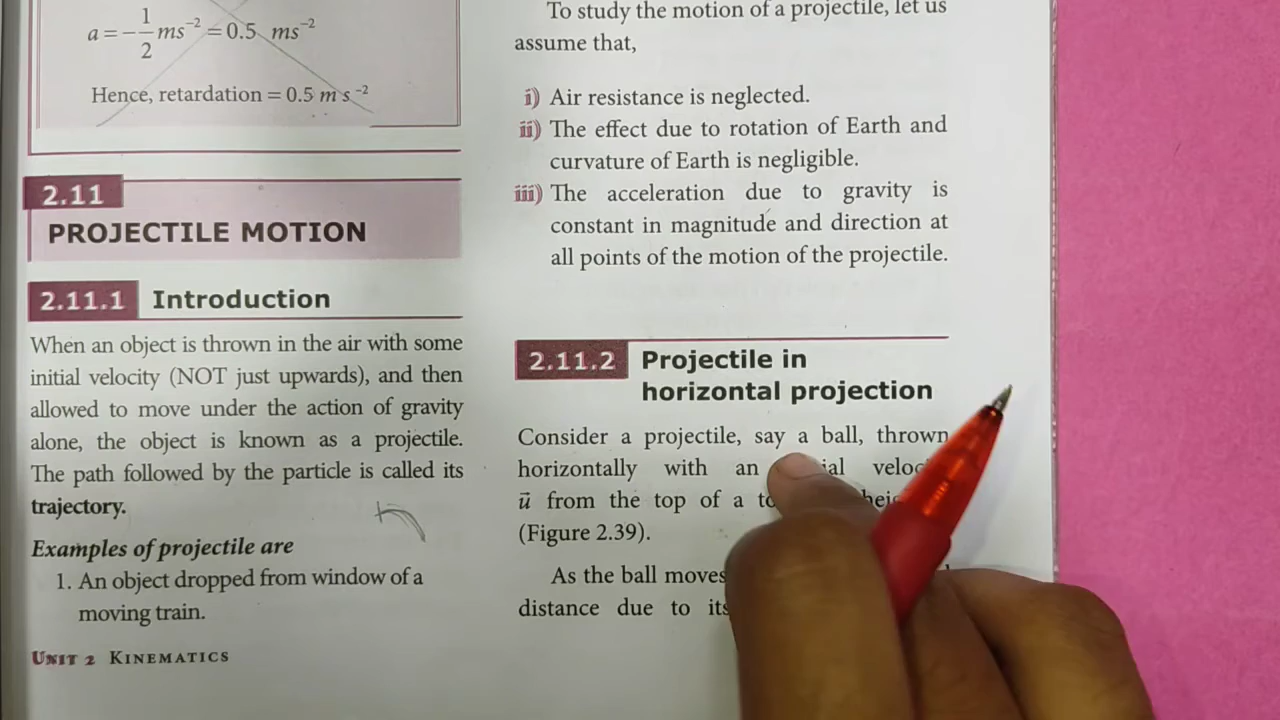 a = -1/2 ms⁻² = 0.5 ms⁻²
Hence, retardation = 0.5 m s⁻²
2.11
PROJECTILE MOTION
2.11.1 Introduction
When an object is thrown in the air with some
initial velocity (NOT just upwards), and then
allowed to move under the action of gravity
alone, the object is known as a projectile.
The path followed by the particle is called its
trajectory.
Examples of projectile are
1. An object dropped from window of a
moving train.
UNIT 2 KINEMATICS
To study the motion of a projectile, let us
assume that,
i) Air resistance is neglected.
ii) The effect due to rotation of Earth and
curvature of Earth is negligible.
iii) The acceleration due to gravity is
constant in magnitude and direction at
all points of the motion of the projectile.
2.11.2 Projectile in
horizontal projection
Consider a projectile, say a ball, thrown
horizontally with an
u⃗ from the top of a
(Figure 2.39).
As the ball moves
distance due to its